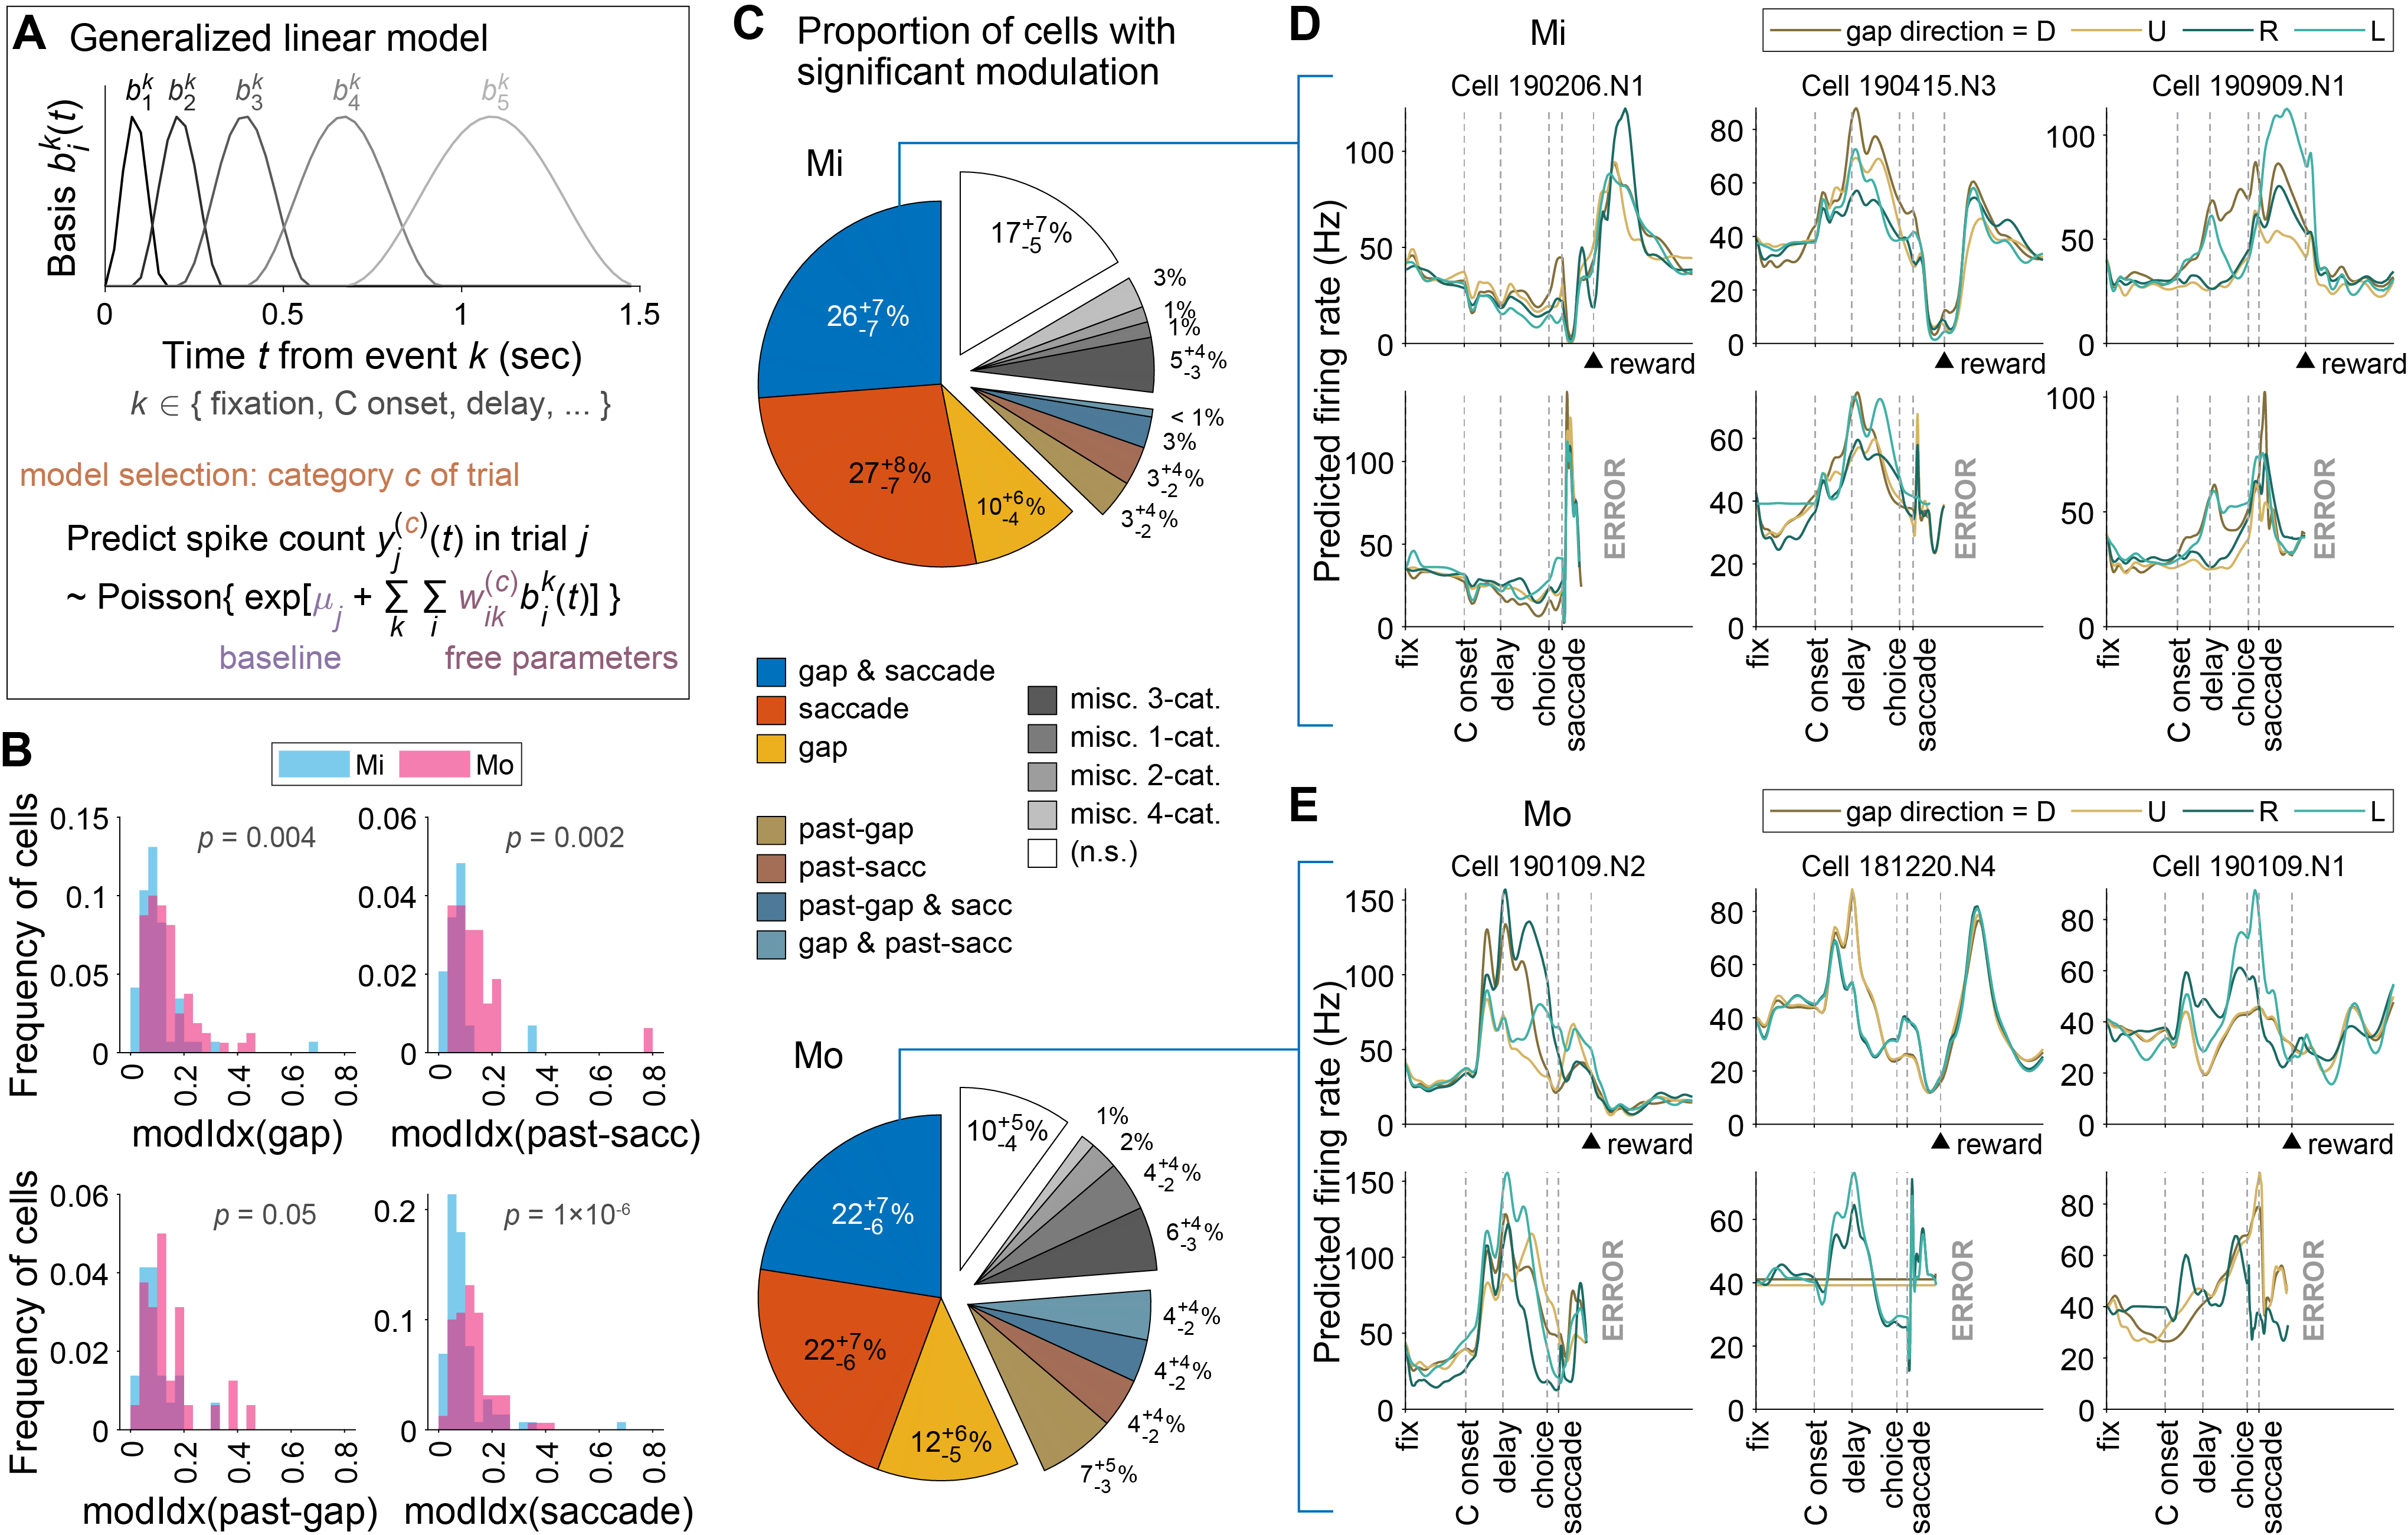 A Generalized linear model
b₁ᵏ b₂ᵏ b₃ᵏ b₄ᵏ b₅ᵏ
Basis bᵢᵏ(t)
0 0.5 1 1.5
Time t from event k (sec)
k ∈ { fixation, C onset, delay, ... }
model selection: category c of trial
Predict spike count yⱼ⁽ᶜ⁾(t) in trial j
~ Poisson{ exp[μⱼ + Σₖ Σᵢ wᵢₖ⁽ᶜ⁾bᵢᵏ(t)] }
baseline free parameters
B
Mi Mo
Frequency of cells
0.15
0.1
0.05
0
p = 0.004
0 0.2 0.4 0.6 0.8
modIdx(gap)
0.06
0.04
0.02
0
p = 0.002
0 0.2 0.4 0.6 0.8
modIdx(past-sacc)
Frequency of cells
0.06
0.04
0.02
0
p = 0.05
0 0.2 0.4 0.6 0.8
modIdx(past-gap)
0.2
0.1
0
p = 1×10⁻⁶
0 0.2 0.4 0.6 0.8
modIdx(saccade)
C Proportion of cells with
significant modulation
Mi
17+7-5%
3%
1%
1%
5+4-3%
< 1%
3%
3+4-2%
3+4-2%
10+6-4%
27+8-7%
26+7-7%
gap & saccade
saccade
gap
past-gap
past-sacc
past-gap & sacc
gap & past-sacc
misc. 3-cat.
misc. 1-cat.
misc. 2-cat.
misc. 4-cat.
(n.s.)
Mo
10+5-4%
1%
2%
4+4-2%
6+4-3%
4+4-2%
4+4-2%
4+4-2%
7+5-3%
12+6-5%
22+7-6%
22+7-6%
D Mi
gap direction = D U R L
Predicted firing rate (Hz)
Cell 190206.N1
100
50
0
▲ reward
Cell 190415.N3
80
60
40
20
0
▲ reward
Cell 190909.N1
100
50
0
▲ reward
100
50
0
ERROR
fix C onset delay choice saccade
60
40
20
0
ERROR
fix C onset delay choice saccade
100
50
0
ERROR
fix C onset delay choice saccade
E Mo
gap direction = D U R L
Predicted firing rate (Hz)
Cell 190109.N2
150
100
50
0
▲ reward
Cell 181220.N4
80
60
40
20
0
▲ reward
Cell 190109.N1
80
60
40
20
0
▲ reward
150
100
50
0
ERROR
fix C onset delay choice saccade
60
40
20
0
ERROR
fix C onset delay choice saccade
80
60
40
20
0
ERROR
fix C onset delay choice saccade